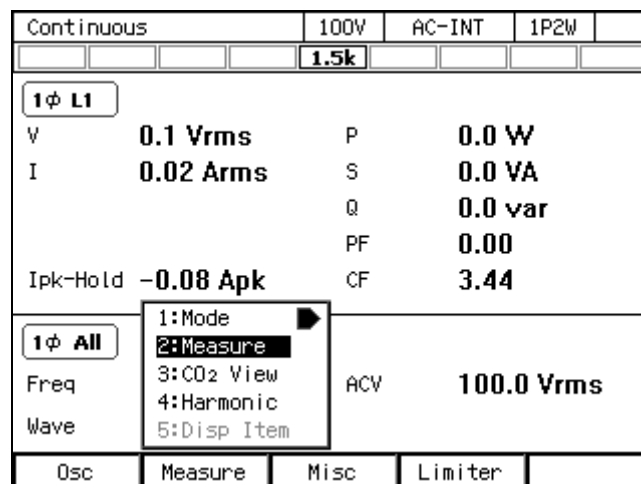 Continuous 100V AC-INT 1P2W
1.5k
1ϕ L1
V 0.1 Vrms P 0.0 W
I 0.02 Arms S 0.0 VA
Q 0.0 var
PF 0.00
Ipk-Hold -0.08 Apk CF 3.44
1:Mode
1ϕ All 2:Measure
Freq 3:CO₂ View ACV 100.0 Vrms
4:Harmonic
Wave 5:Disp Item
Osc Measure Misc Limiter